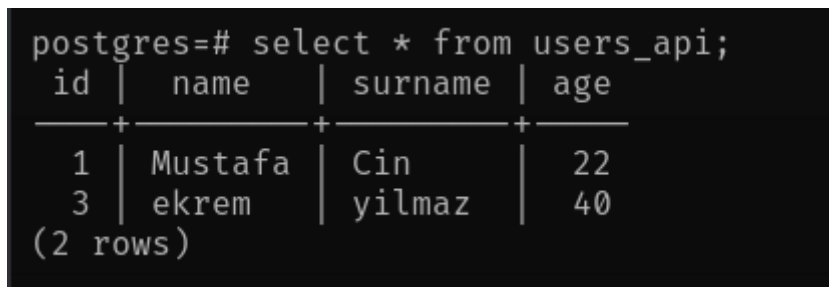 postgres=# select * from users_api;
 id |   name   | surname | age
----+----------+---------+-----
  1 | Mustafa | Cin     |  22
  3 | ekrem   | yilmaz  |  40
(2 rows)